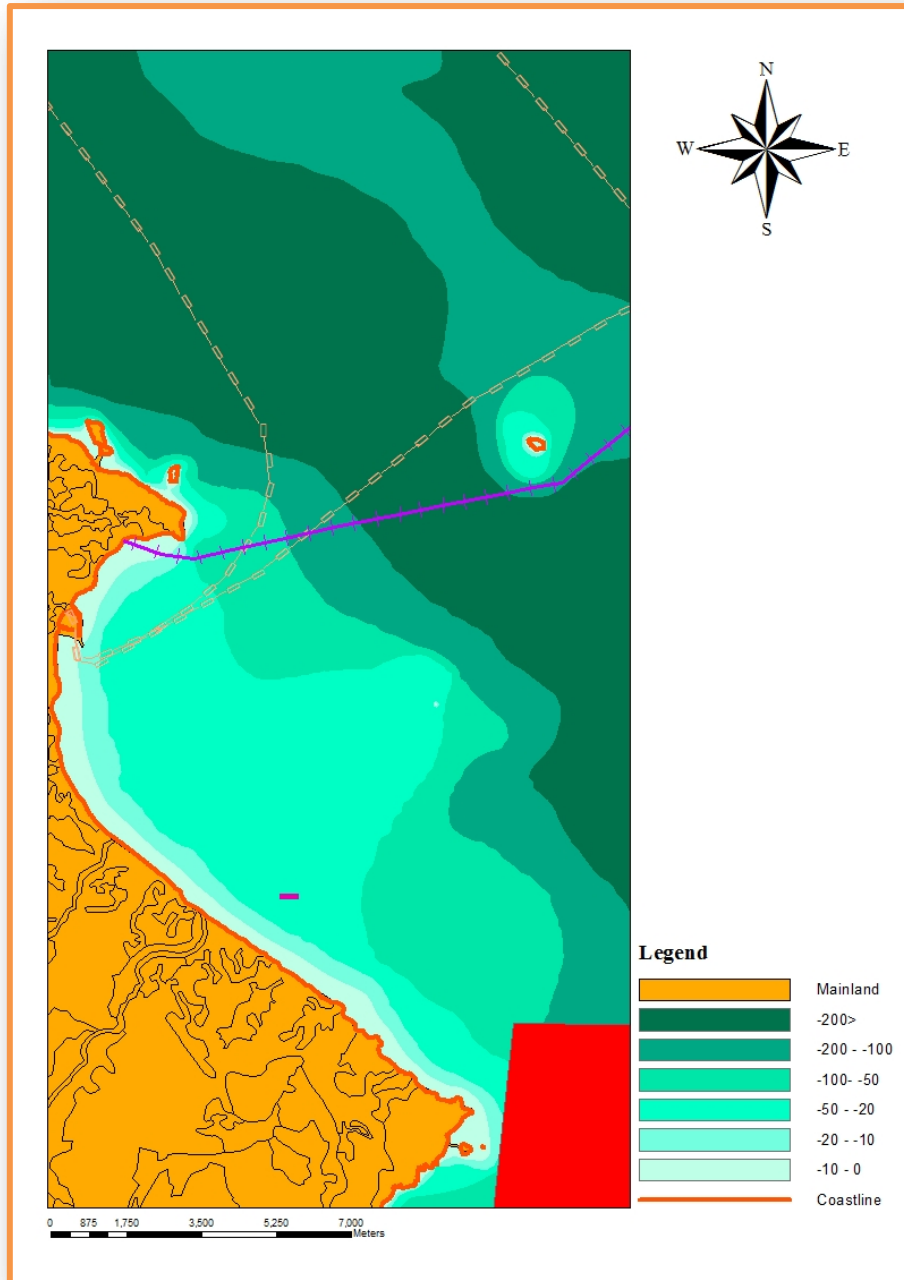 N
W E
S
Legend
Mainland
-200>
-200 - -100
-100- -50
-50 - -20
-20 - -10
-10 - 0
Coastline
0 875 1,750 3,500 5,250 7,000
Meters